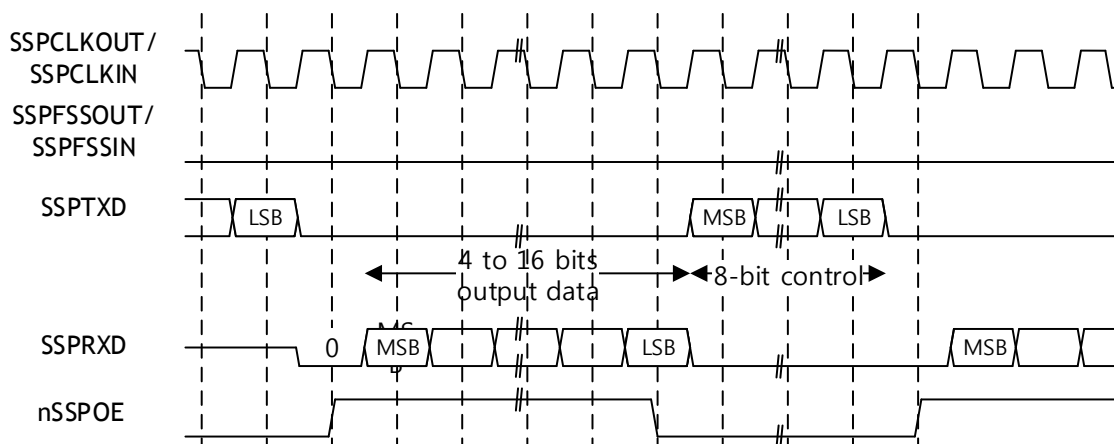 SSPCLKOUT/
SSPCLKIN
SSPFSSOUT/
SSPFSSIN
SSPTXD
LSB
MSB
LSB
4 to 16 bits
output data
8-bit control
SSPRXD
0
MSB
LSB
MSB
nSSPOE